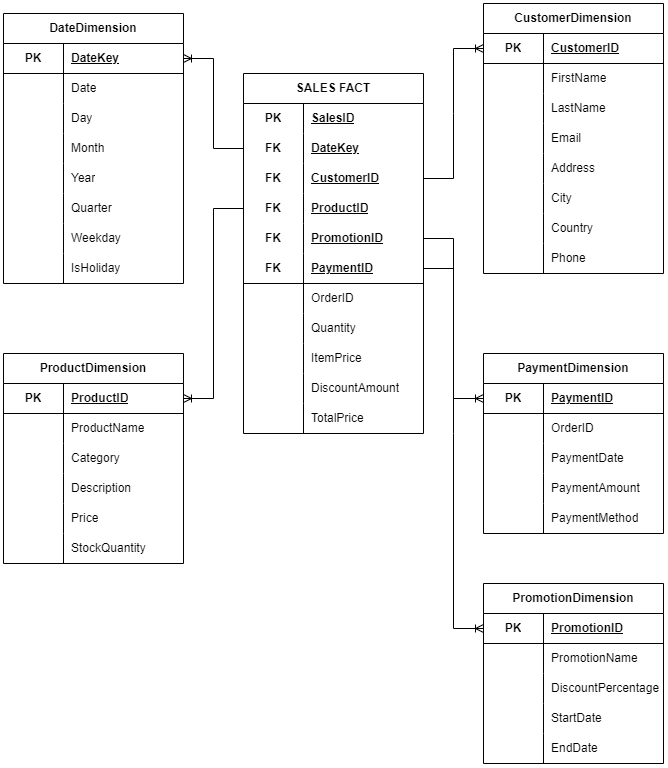 DateDimension
PK DateKey
Date
Day
Month
Year
Quarter
Weekday
IsHoliday
SALES FACT
PK SalesID
FK DateKey
FK CustomerID
FK ProductID
FK PromotionID
FK PaymentID
OrderID
Quantity
ItemPrice
DiscountAmount
TotalPrice
CustomerDimension
PK CustomerID
FirstName
LastName
Email
Address
City
Country
Phone
ProductDimension
PK ProductID
ProductName
Category
Description
Price
StockQuantity
PaymentDimension
PK PaymentID
OrderID
PaymentDate
PaymentAmount
PaymentMethod
PromotionDimension
PK PromotionID
PromotionName
DiscountPercentage
StartDate
EndDate